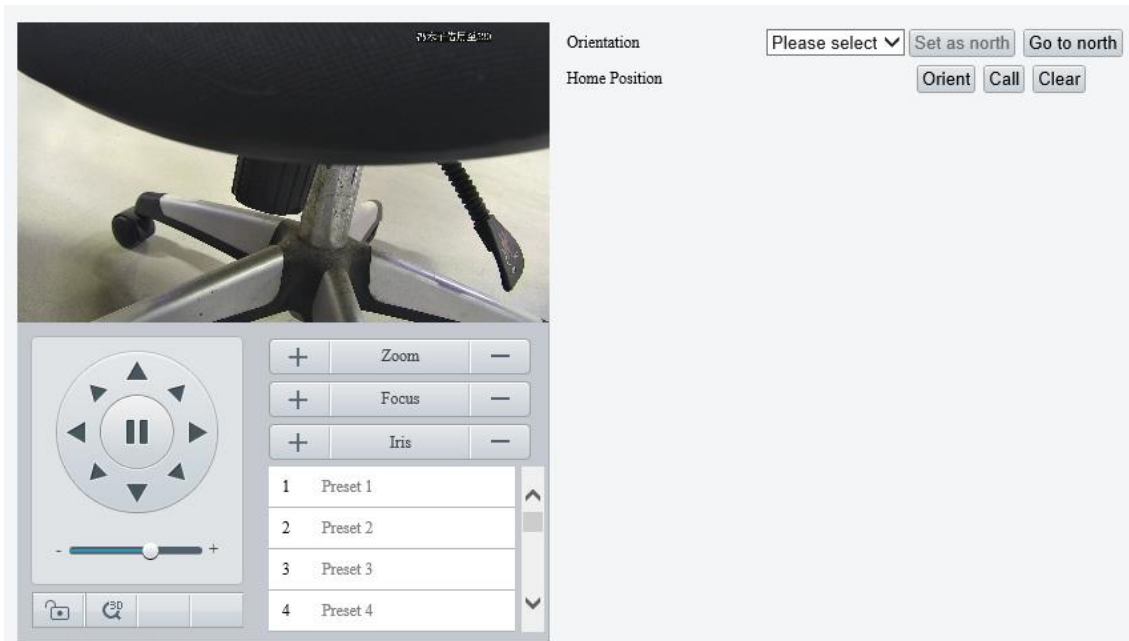 Orientation
Please select Set as north Go to north
Home Position
Orient Call Clear
+ Zoom −
+ Focus −
+ Iris −
1 Preset 1
2 Preset 2
3 Preset 3
4 Preset 4
- +
3D